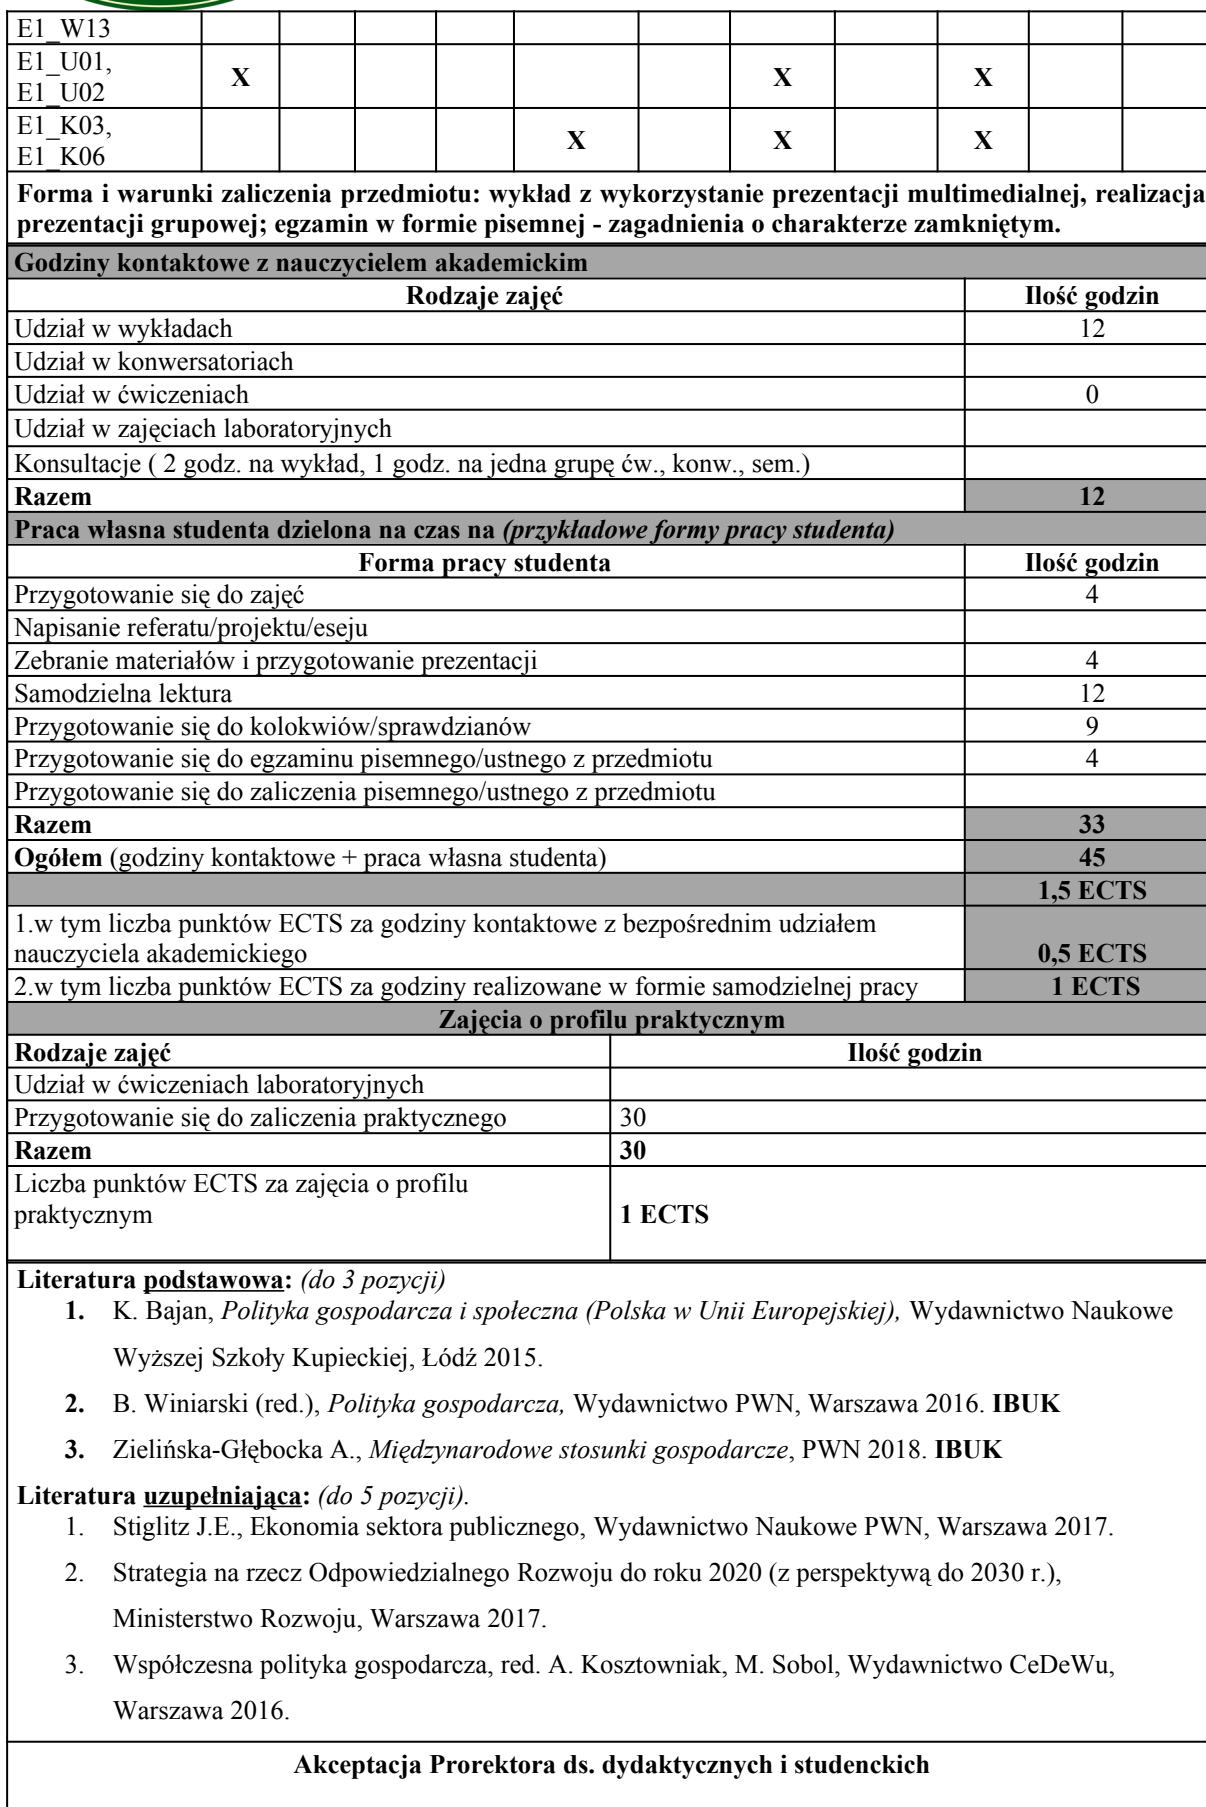 E1_W13
E1_U01,
E1_U02
X X X
E1_K03,
E1_K06
X X X
Forma i warunki zaliczenia przedmiotu: wykład z wykorzystanie prezentacji multimedialnej, realizacja
prezentacji grupowej; egzamin w formie pisemnej - zagadnienia o charakterze zamkniętym.
Godziny kontaktowe z nauczycielem akademickim
Rodzaje zajęć Ilość godzin
Udział w wykładach 12
Udział w konwersatoriach
Udział w ćwiczeniach 0
Udział w zajęciach laboratoryjnych
Konsultacje ( 2 godz. na wykład, 1 godz. na jedna grupę ćw., konw., sem.)
Razem 12
Praca własna studenta dzielona na czas na (przykładowe formy pracy studenta)
Forma pracy studenta Ilość godzin
Przygotowanie się do zajęć 4
Napisanie referatu/projektu/eseju
Zebranie materiałów i przygotowanie prezentacji 4
Samodzielna lektura 12
Przygotowanie się do kolokwiów/sprawdzianów 9
Przygotowanie się do egzaminu pisemnego/ustnego z przedmiotu 4
Przygotowanie się do zaliczenia pisemnego/ustnego z przedmiotu
Razem 33
Ogółem (godziny kontaktowe + praca własna studenta) 45
1,5 ECTS
1.w tym liczba punktów ECTS za godziny kontaktowe z bezpośrednim udziałem
nauczyciela akademickiego 0,5 ECTS
2.w tym liczba punktów ECTS za godziny realizowane w formie samodzielnej pracy 1 ECTS
Zajęcia o profilu praktycznym
Rodzaje zajęć Ilość godzin
Udział w ćwiczeniach laboratoryjnych
Przygotowanie się do zaliczenia praktycznego 30
Razem 30
Liczba punktów ECTS za zajęcia o profilu
praktycznym 1 ECTS
Literatura podstawowa: (do 3 pozycji)
1. K. Bajan, Polityka gospodarcza i społeczna (Polska w Unii Europejskiej), Wydawnictwo Naukowe
Wyższej Szkoły Kupieckiej, Łódź 2015.
2. B. Winiarski (red.), Polityka gospodarcza, Wydawnictwo PWN, Warszawa 2016. IBUK
3. Zielińska-Głębocka A., Międzynarodowe stosunki gospodarcze, PWN 2018. IBUK
Literatura uzupełniająca: (do 5 pozycji).
1. Stiglitz J.E., Ekonomia sektora publicznego, Wydawnictwo Naukowe PWN, Warszawa 2017.
2. Strategia na rzecz Odpowiedzialnego Rozwoju do roku 2020 (z perspektywą do 2030 r.),
Ministerstwo Rozwoju, Warszawa 2017.
3. Współczesna polityka gospodarcza, red. A. Kosztowniak, M. Sobol, Wydawnictwo CeDeWu,
Warszawa 2016.
Akceptacja Prorektora ds. dydaktycznych i studenckich